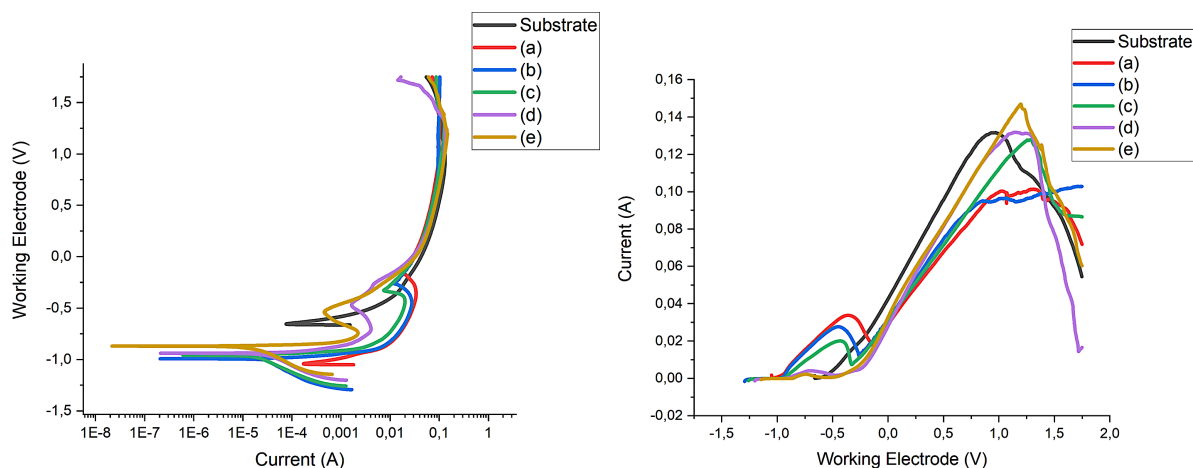 Substrate
(a)
(b)
(c)
(d)
(e)
1,5
1,0
0,5
0,0
-0,5
-1,0
-1,5
Working Electrode (V)
1E-8 1E-7 1E-6 1E-5 1E-4 0,001 0,01 0,1 1
Current (A)
Substrate
(a)
(b)
(c)
(d)
(e)
0,16
0,14
0,12
0,10
0,08
0,06
0,04
0,02
0,00
-0,02
Current (A)
-1,5 -1,0 -0,5 0,0 0,5 1,0 1,5 2,0
Working Electrode (V)